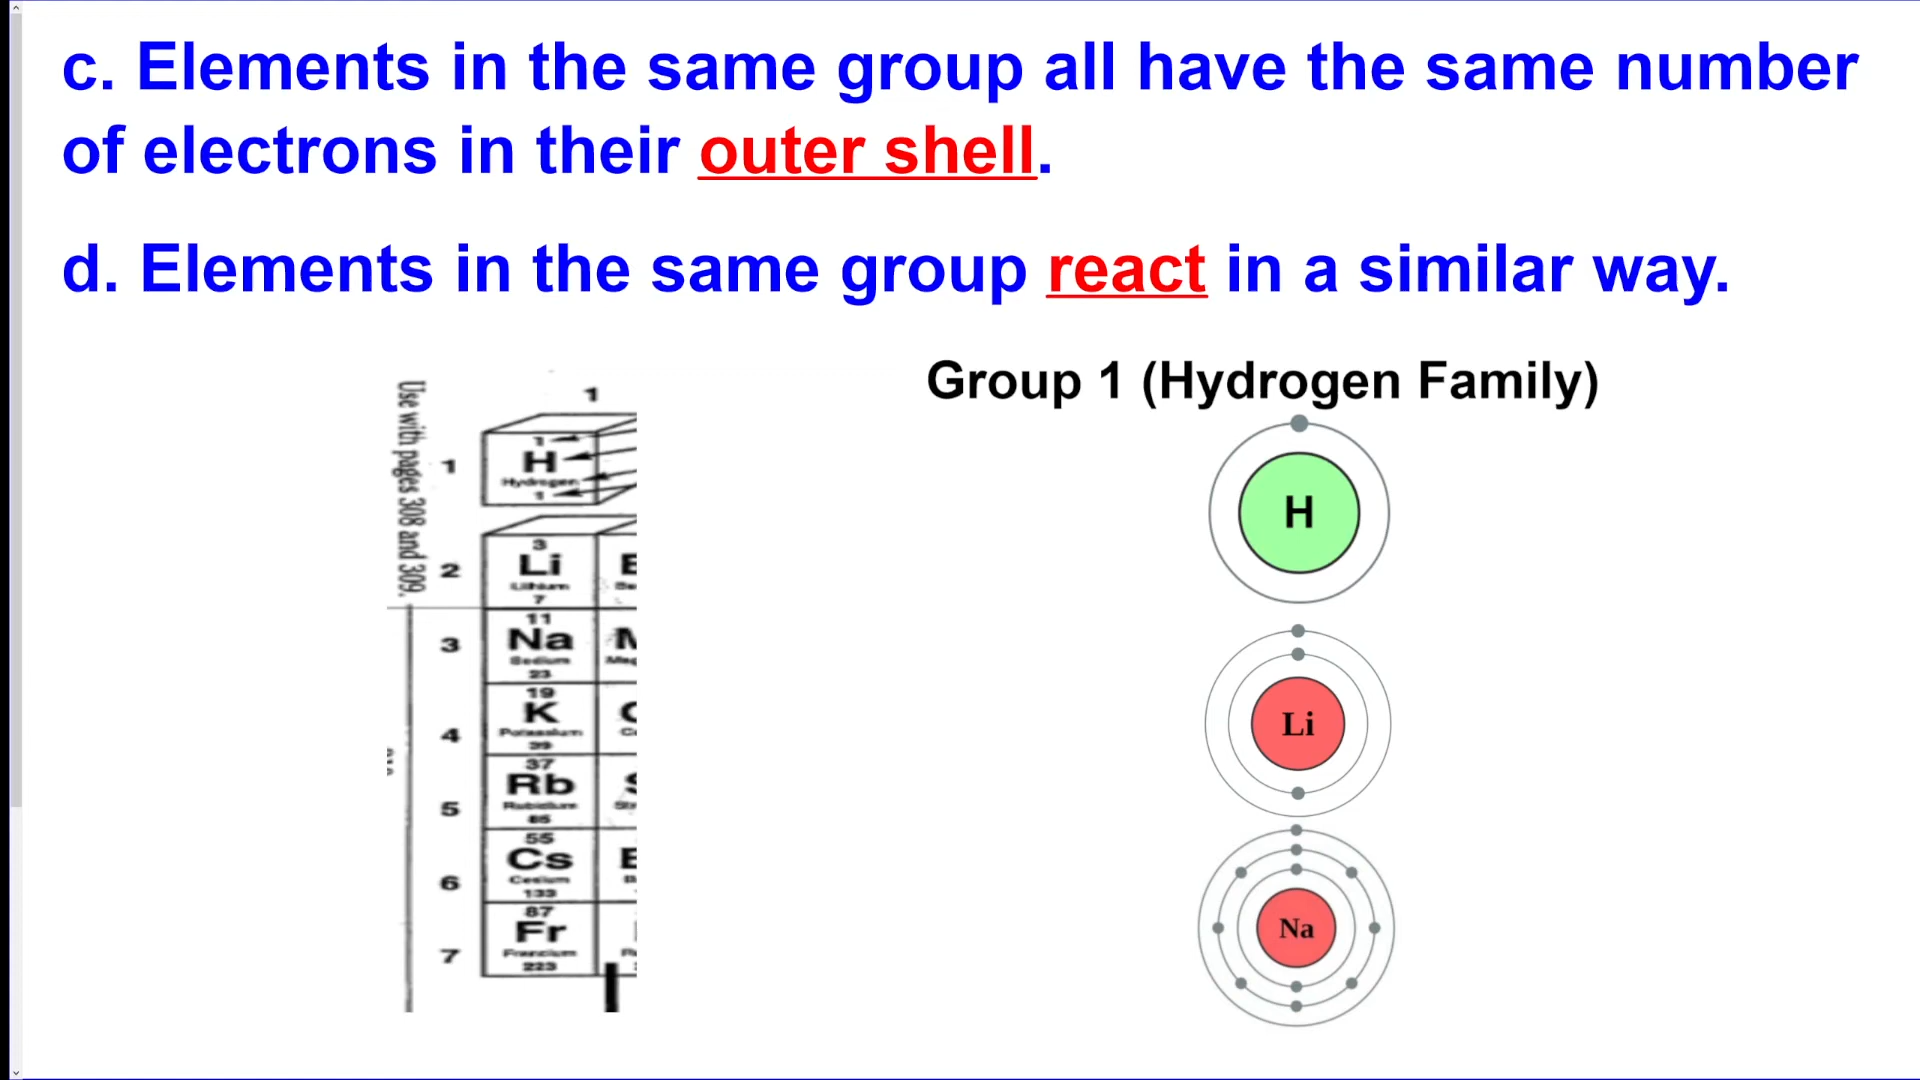 c. Elements in the same group all have the same number
of electrons in their outer shell.
d. Elements in the same group react in a similar way.
Group 1 (Hydrogen Family)
Use with pages 308 and 309.
1
1
1
H
Hydrogen
1
2
3
Li
Lithium
7
3
11
Na
Sodium
23
4
19
K
Potassium
39
5
37
Rb
Rubidium
85
6
55
Cs
Cesium
133
7
87
Fr
Francium
223
H
Li
Na